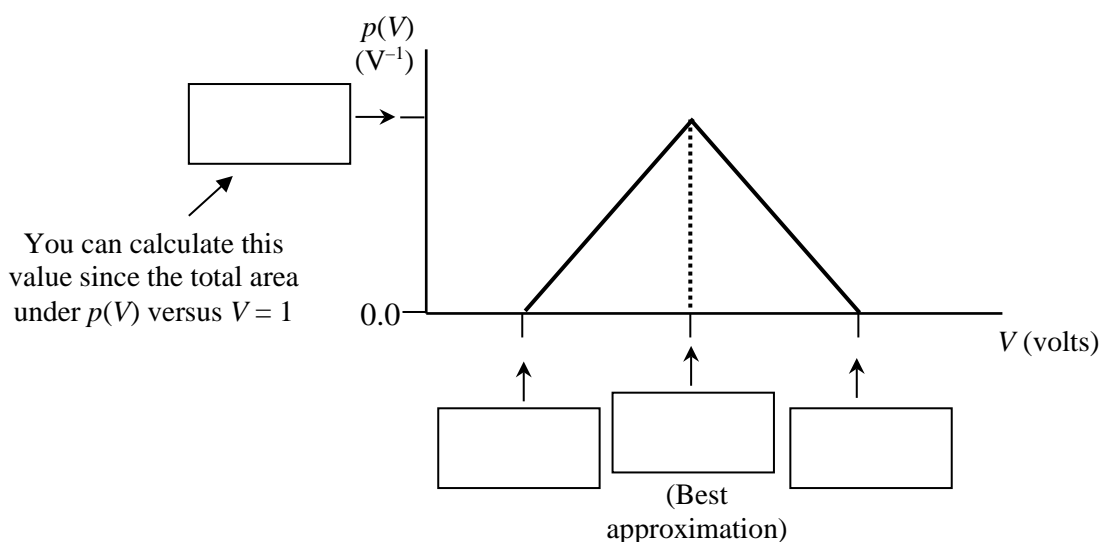 p(V)
(V⁻¹)
You can calculate this
value since the total area
under p(V) versus V = 1
0.0
V (volts)
(Best
approximation)